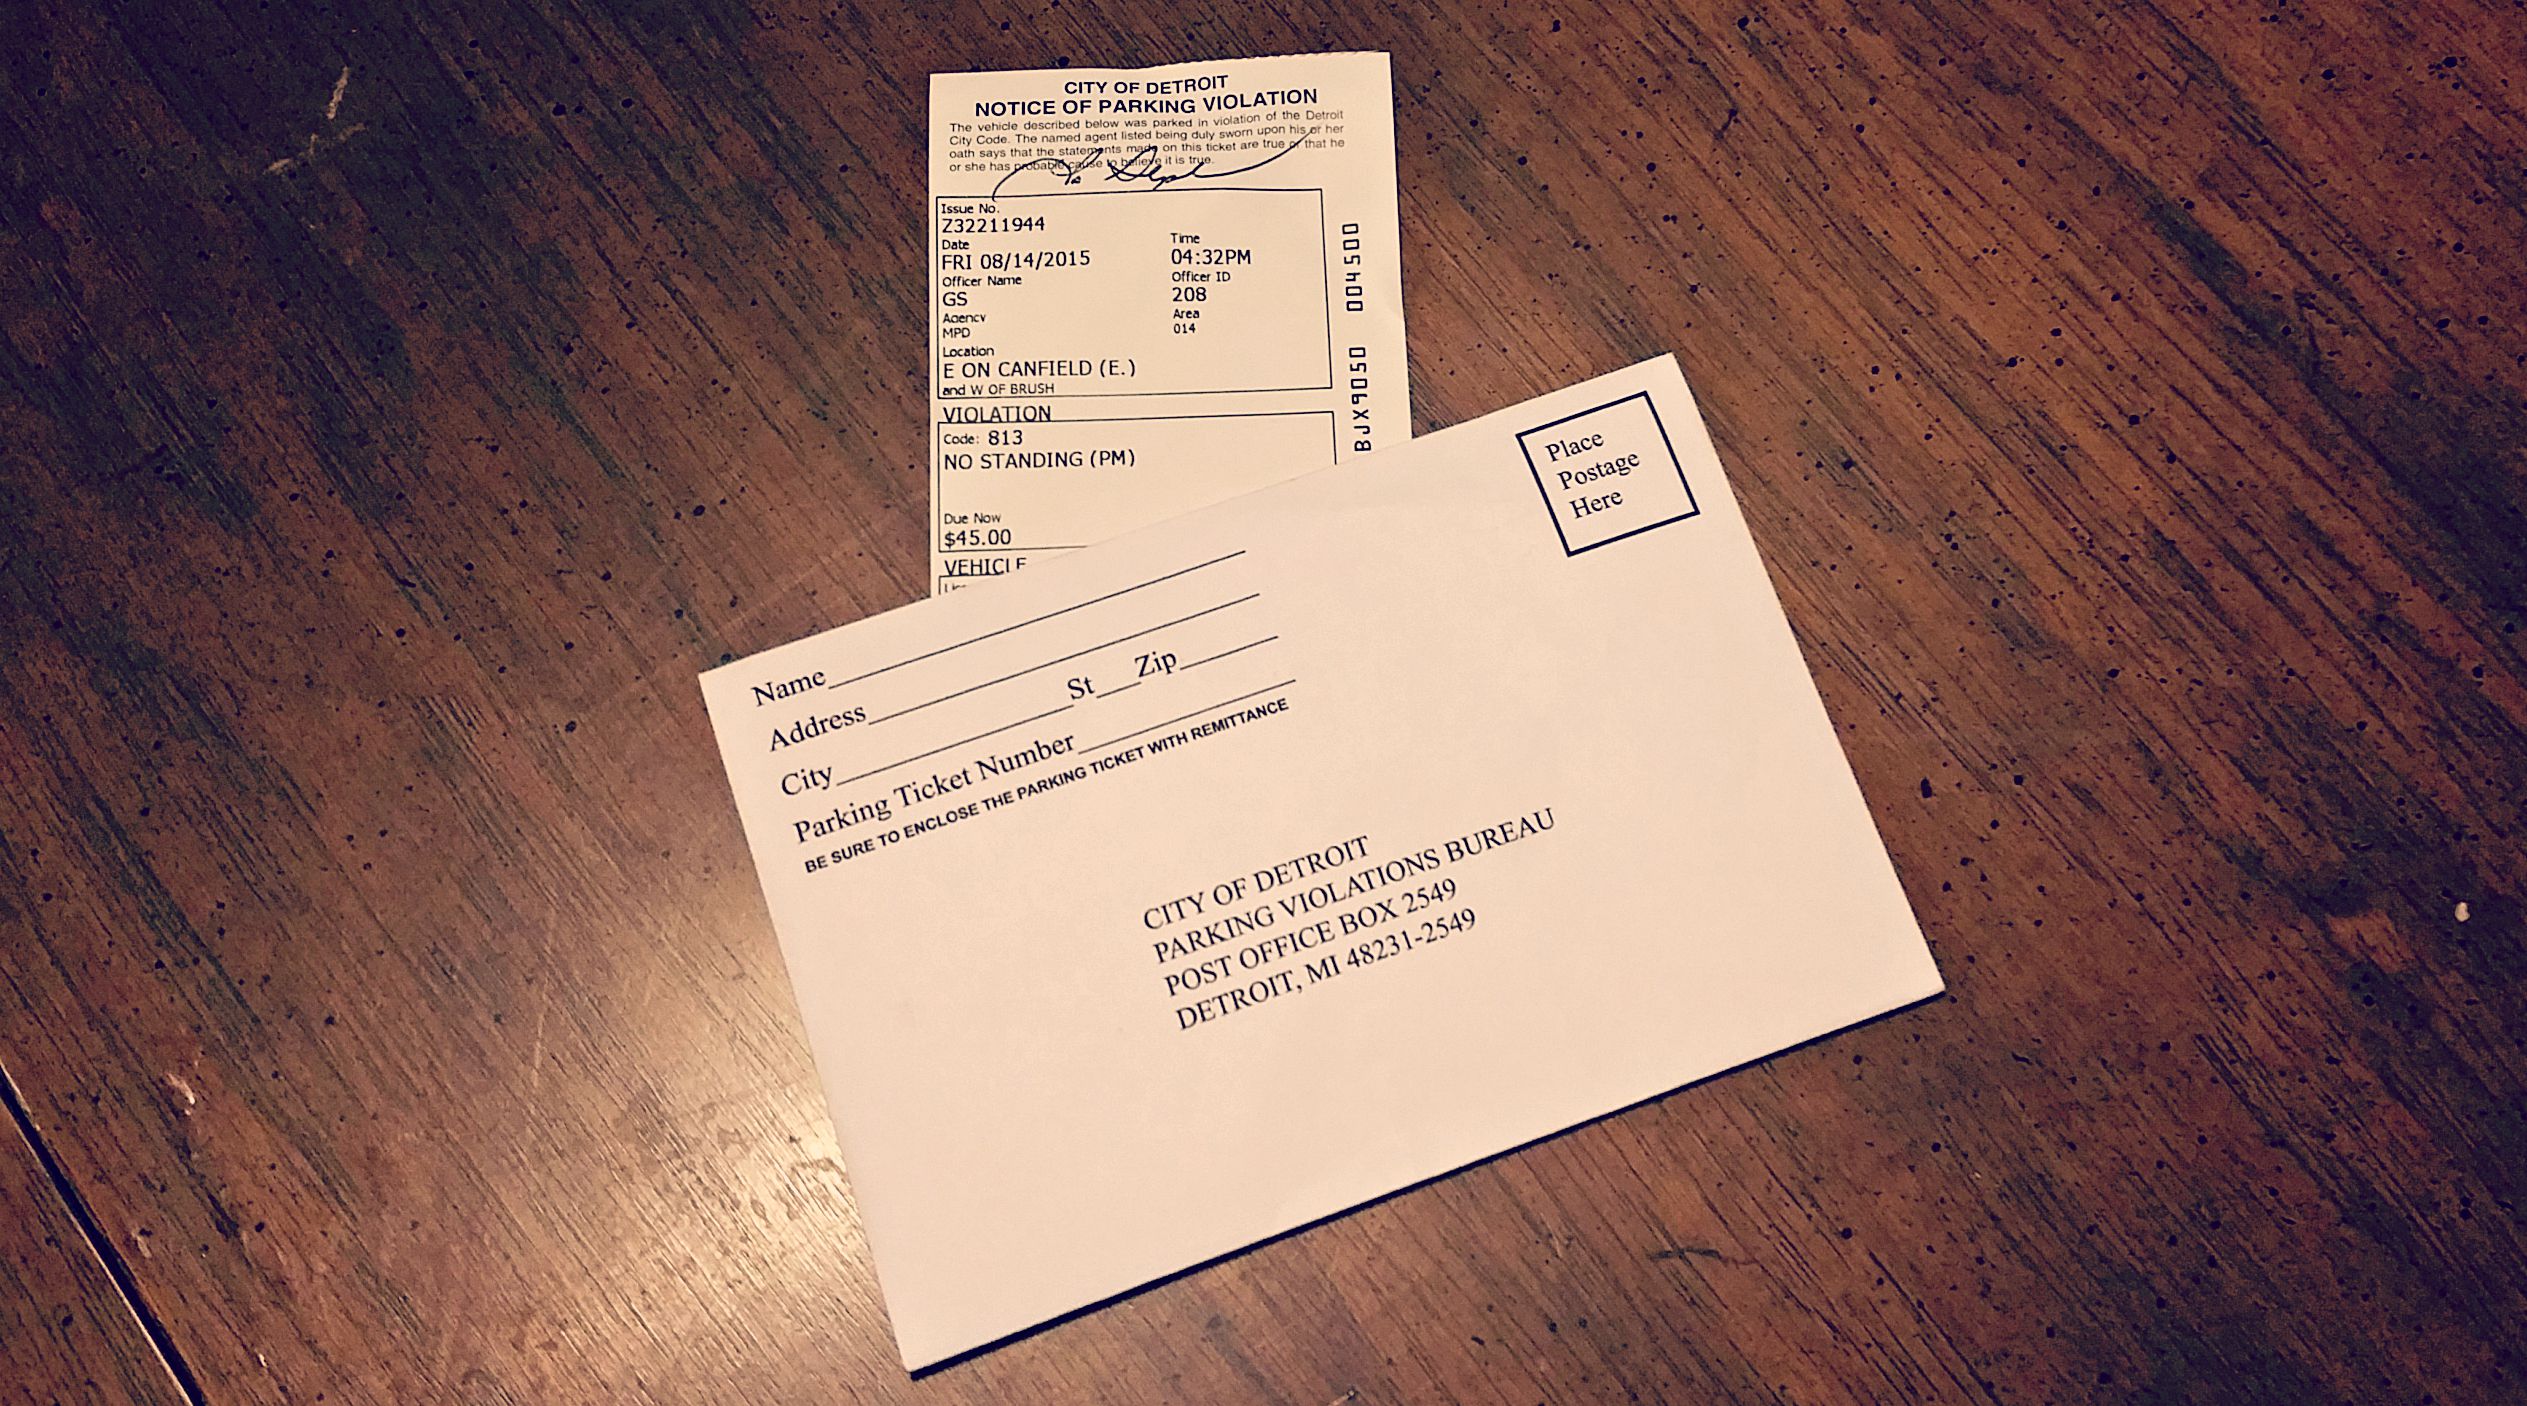 CITY OF DETROIT
NOTICE OF PARKING VIOLATION
The vehicle described below was parked in violation of the Detroit
City Code. The named agent listed being duly sworn upon his or her
oath says that the statements made on this ticket are true or that he
or she has probable cause to believe it is true.
Issue No.
Z32211944
Date Time
FRI 08/14/2015 04:32PM
Officer Name Officer ID
GS 208
Agency Area
MPD 014
Location
E ON CANFIELD (E.)
and W OF BRUSH
VIOLATION
Code: 813
NO STANDING (PM)
Due Now
$45.00
VEHICLE
Place
Postage
Here
Name
Address
City St Zip
Parking Ticket Number
BE SURE TO ENCLOSE THE PARKING TICKET WITH REMITTANCE
CITY OF DETROIT
PARKING VIOLATIONS BUREAU
POST OFFICE BOX 2549
DETROIT, MI 48231-2549